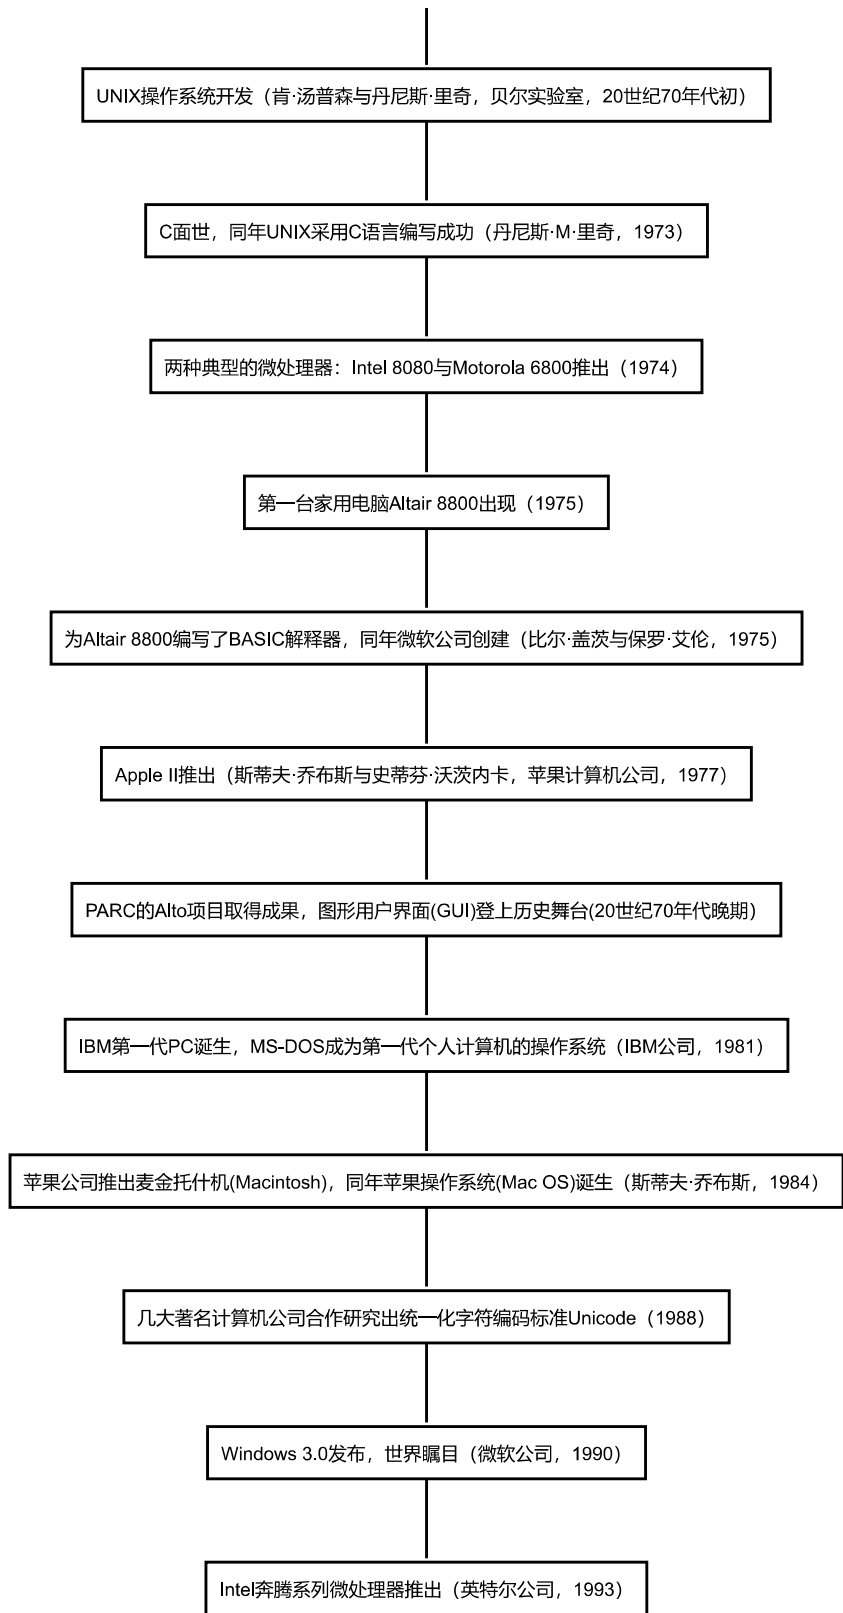 UNIX操作系统开发（肯·汤普森与丹尼斯·里奇，贝尔实验室，20世纪70年代初）
C面世，同年UNIX采用C语言编写成功（丹尼斯·M·里奇，1973）
两种典型的微处理器：Intel 8080与Motorola 6800推出（1974）
第一台家用电脑Altair 8800出现（1975）
为Altair 8800编写了BASIC解释器，同年微软公司创建（比尔·盖茨与保罗·艾伦，1975）
Apple II推出（斯蒂夫·乔布斯与史蒂芬·沃茨内卡，苹果计算机公司，1977）
PARC的Alto项目取得成果，图形用户界面(GUI)登上历史舞台(20世纪70年代晚期）
IBM第一代PC诞生，MS-DOS成为第一代个人计算机的操作系统（IBM公司，1981）
苹果公司推出麦金托什机(Macintosh)，同年苹果操作系统(Mac OS)诞生（斯蒂夫·乔布斯，1984）
几大著名计算机公司合作研究出统一化字符编码标准Unicode（1988）
Windows 3.0发布，世界瞩目（微软公司，1990）
Intel奔腾系列微处理器推出（英特尔公司，1993）